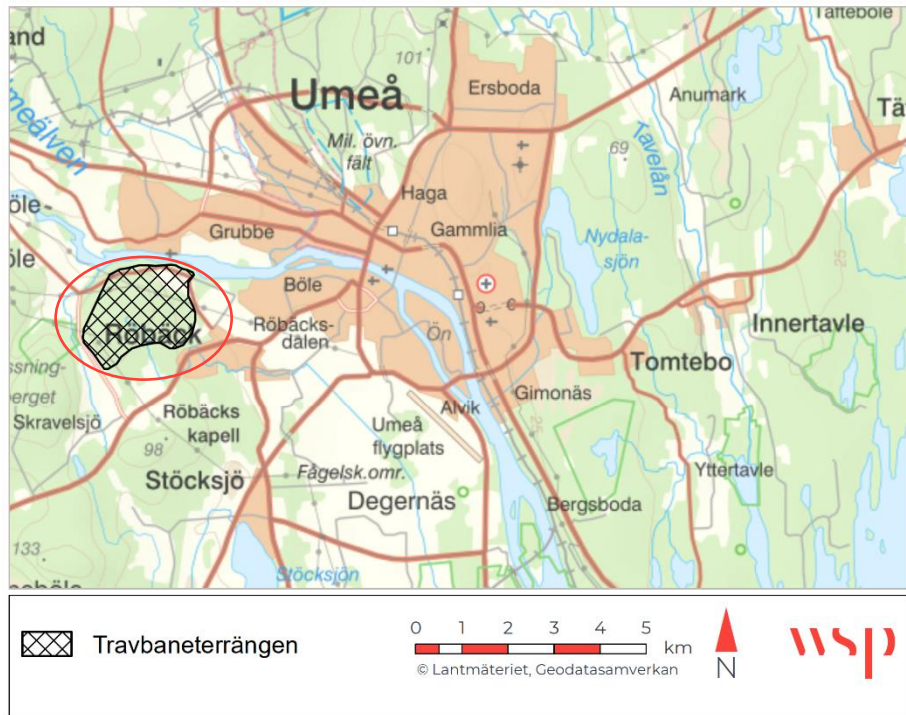 Täfteböle
and
101
Ersboda
Anumark
Umeå
Tä
Umeälven
Mil. övn.
fält
69
Tavelån
Haga
öle
Grubbe
Gammlia
Nydala-
sjön
25
öle
Böle
Röbäck
Röbäcks-
dälen
Ön
Innertavle
Tomtebo
ssning-
erget
Gimonäs
Alvik
Skravelsjö
Röbäcks
kapell
Umeå
flygplats
98
Yttertavle
Stöcksjö
Fågelsk.omr.
Degernäs
Bergsboda
133
Stöcksjön
Travbaneterrängen
0 1 2 3 4 5 km
© Lantmäteriet, Geodatasamverkan
N
wsp